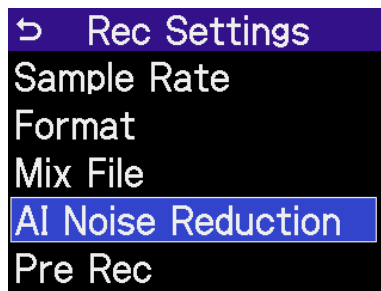 Rec Settings
Sample Rate
Format
Mix File
AI Noise Reduction
Pre Rec